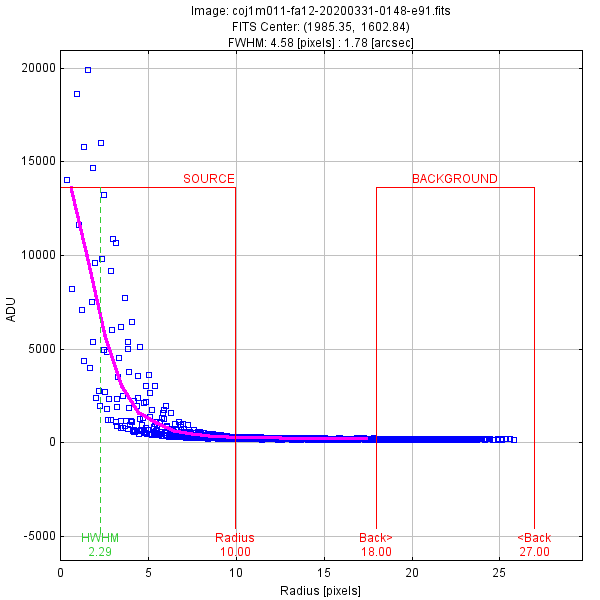 Image: coj1m011-fa12-20200331-0148-e91.fits
FITS Center: (1985.35, 1602.84)
FWHM: 4.58 [pixels] : 1.78 [arcsec]
20000
15000
10000
5000
0
-5000
ADU
SOURCE
BACKGROUND
HWHM
2.29
Radius
10.00
Back>
18.00
<Back
27.00
0 5 10 15 20 25
Radius [pixels]